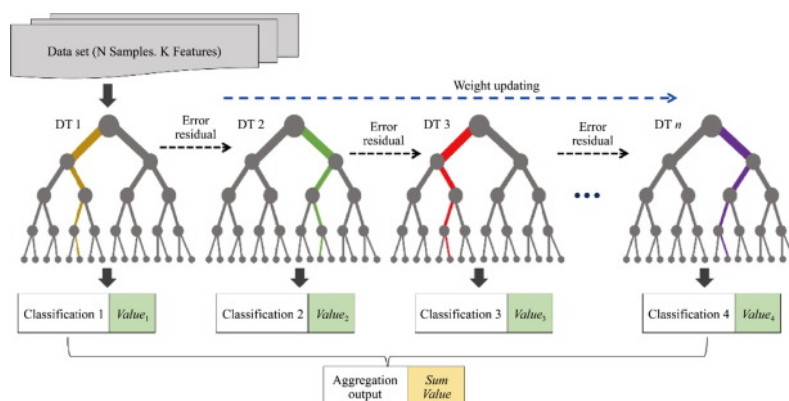 Data set (N Samples. K Features)
Weight updating
DT 1
Error
residual
DT 2
Error
residual
DT 3
Error
residual
DT n
...
Classification 1
Value₁
Classification 2
Value₂
Classification 3
Value₃
Classification 4
Value₄
Aggregation
output
Sum
Value